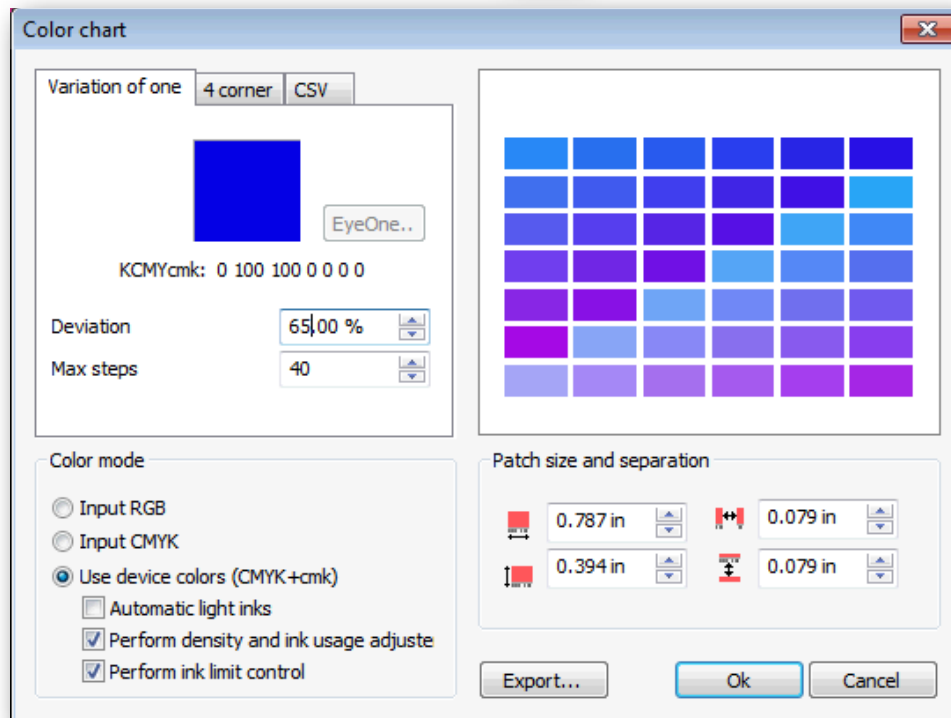 Color chart
Variation of one 4 corner CSV
EyeOne..
KCMYcmk: 0 100 100 0 0 0 0
Deviation 65.00 %
Max steps 40
Color mode
Input RGB
Input CMYK
Use device colors (CMYK+cmk)
Automatic light inks
Perform density and ink usage adjuste
Perform ink limit control
Patch size and separation
0.787 in 0.079 in
0.394 in 0.079 in
Export... Ok Cancel